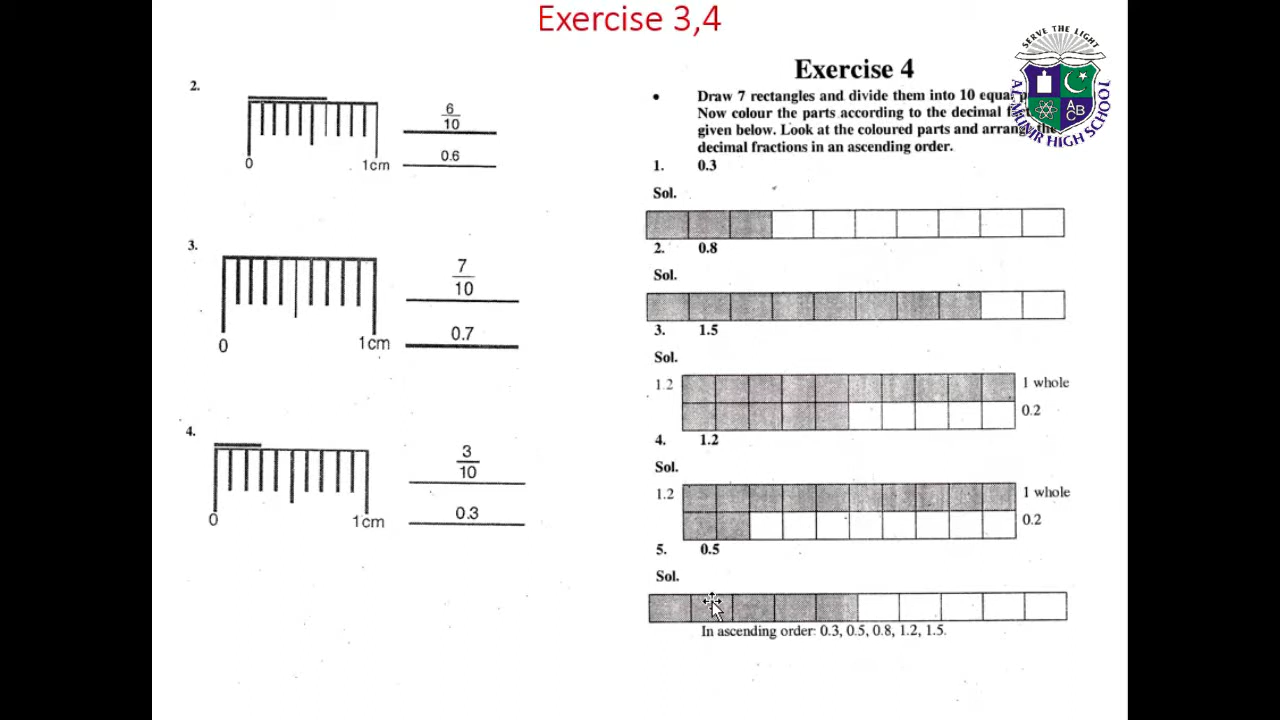 Exercise 3,4
2.
6
10
0.6
0
1cm
3.
7
10
0.7
0
1cm
4.
3
10
0.3
0
1cm
SERVE THE LIGHT
HIGH SCHOOL
ABC
Exercise 4
• Draw 7 rectangles and divide them into 10 equal
Now colour the parts according to the decimal
given below. Look at the coloured parts and arrange the
decimal fractions in an ascending order.
1. 0.3
Sol.
2. 0.8
Sol.
3. 1.5
Sol.
1.2 1 whole
0.2
4. 1.2
Sol.
1.2 1 whole
0.2
5. 0.5
Sol.
In ascending order: 0.3, 0.5, 0.8, 1.2, 1.5.